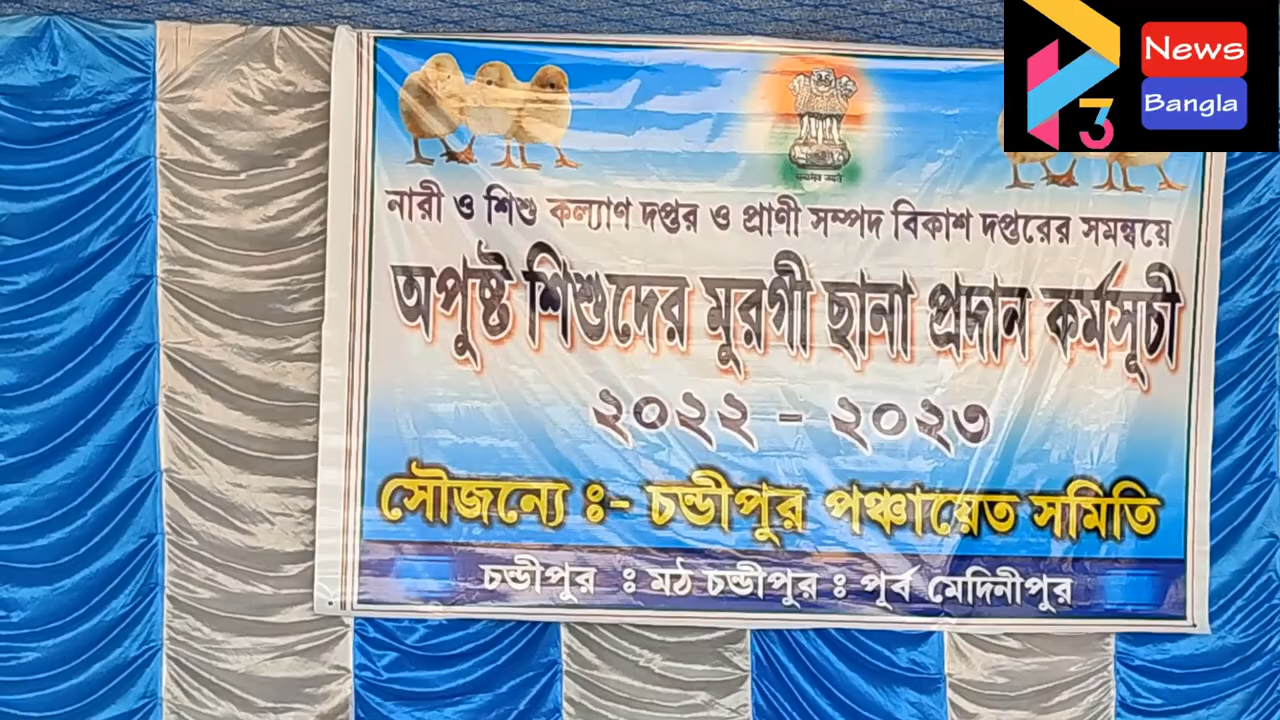 News
Bangla
3
নারী ও শিশু কল্যাণ দপ্তর ও প্রাণী সম্পদ বিকাশ দপ্তরের সমন্বয়ে
অপুষ্ট শিশুদের মুরগী ছানা প্রদান কর্মসূচী
২০২২ - ২০২৩
সৌজন্যে ঃ- চন্ডীপুর পঞ্চায়েত সমিতি
চন্ডীপুর ঃ মঠ চন্ডীপুর ঃ পূর্ব মেদিনীপুর